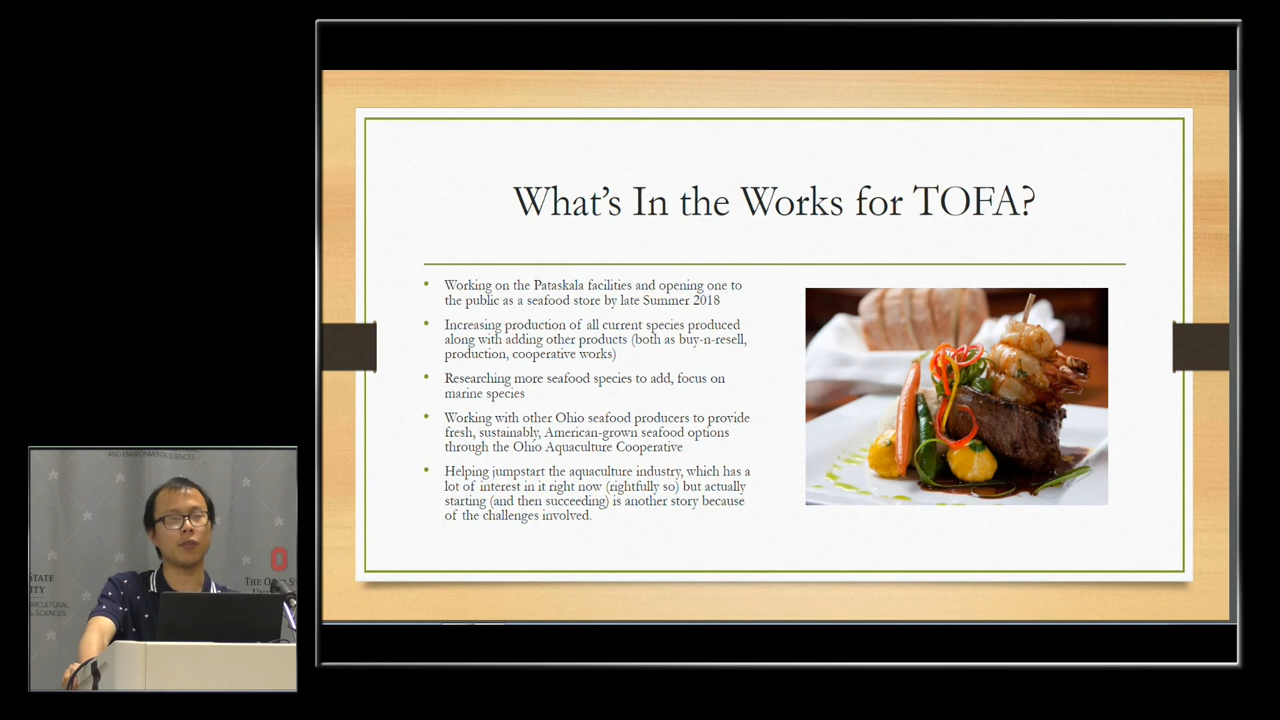 What's In the Works for TOFA?
• Working on the Pataskala facilities and opening one to
the public as a seafood store by late Summer 2018
• Increasing production of all current species produced
along with adding other products (both as buy-n-resell,
production, cooperative works)
• Researching more seafood species to add, focus on
marine species
• Working with other Ohio seafood producers to provide
fresh, sustainably, American-grown seafood options
through the Ohio Aquaculture Cooperative
• Helping jumpstart the aquaculture industry, which has a
lot of interest in it right now (rightfully so) but actually
starting (and then succeeding) is another story because
of the challenges involved.
AND ENVIRONMENTAL SCIENCES
STATE
ITY
RICULTURAL
L SCIENCES
THE O